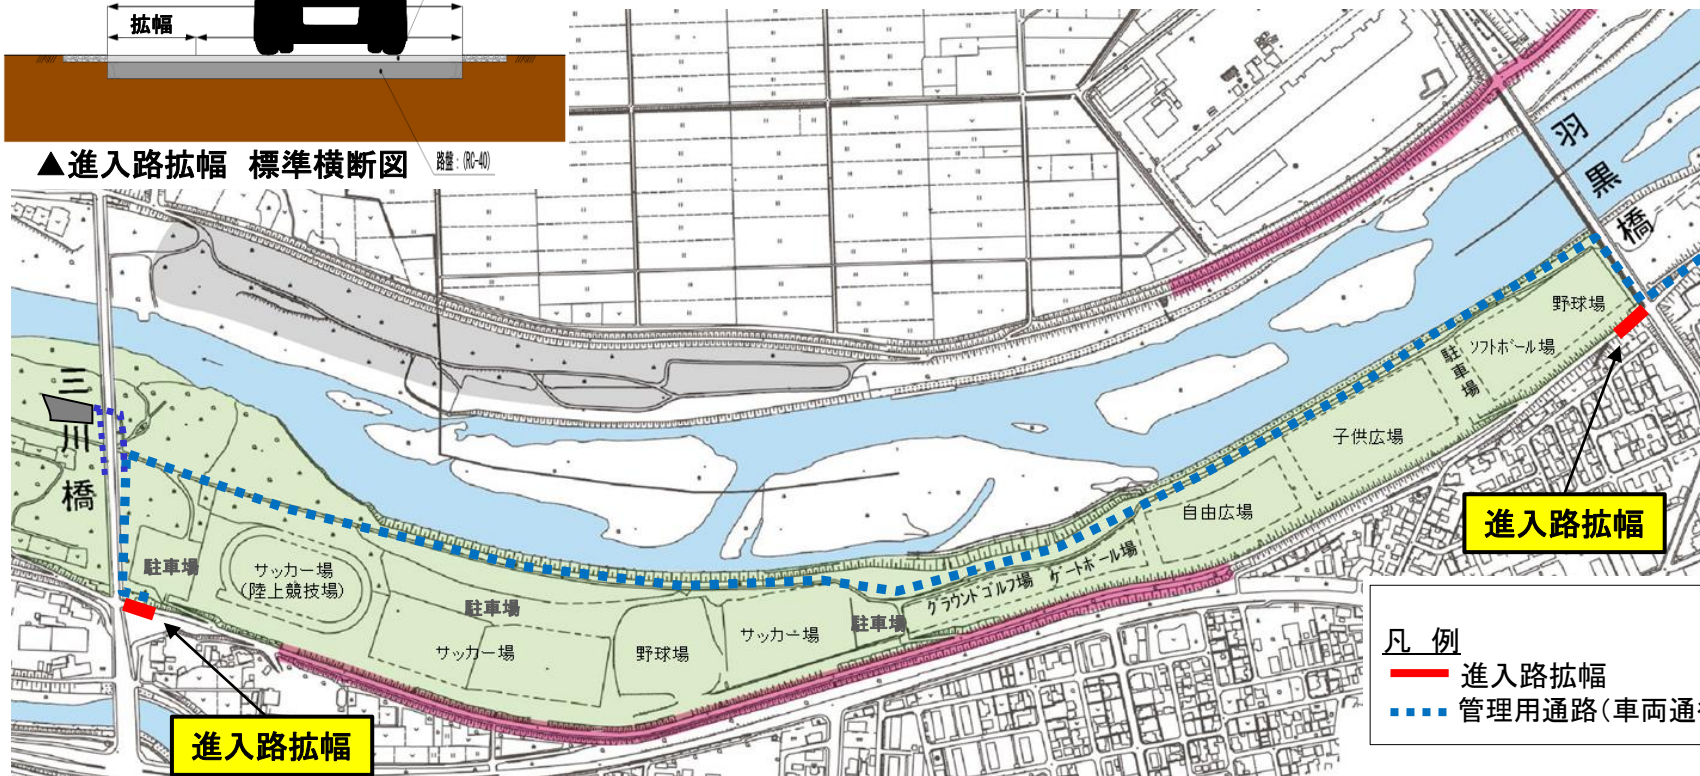 拡幅
▲進入路拡幅 標準横断図
路盤：(RC-40)
羽黒橋
三川橋
野球場
ソフトボール場
駐車場
子供広場
自由広場
ゲートボール場
グラウンドゴルフ場
駐車場
サッカー場
(陸上競技場)
駐車場
サッカー場
駐車場
サッカー場
野球場
進入路拡幅
進入路拡幅
凡 例
進入路拡幅
管理用通路(車両通